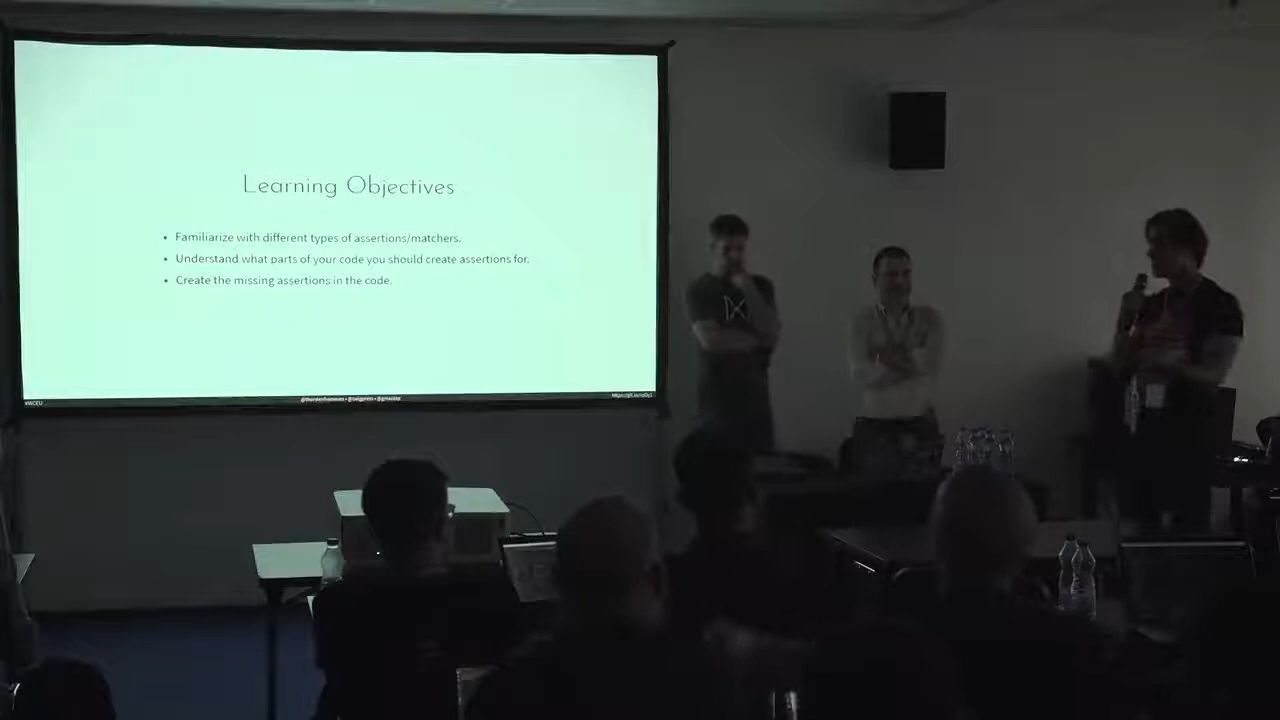 Learning Objectives
• Familiarize with different types of assertions/matchers.
• Understand what parts of your code you should create assertions for.
• Create the missing assertions in the code.
#WCEU